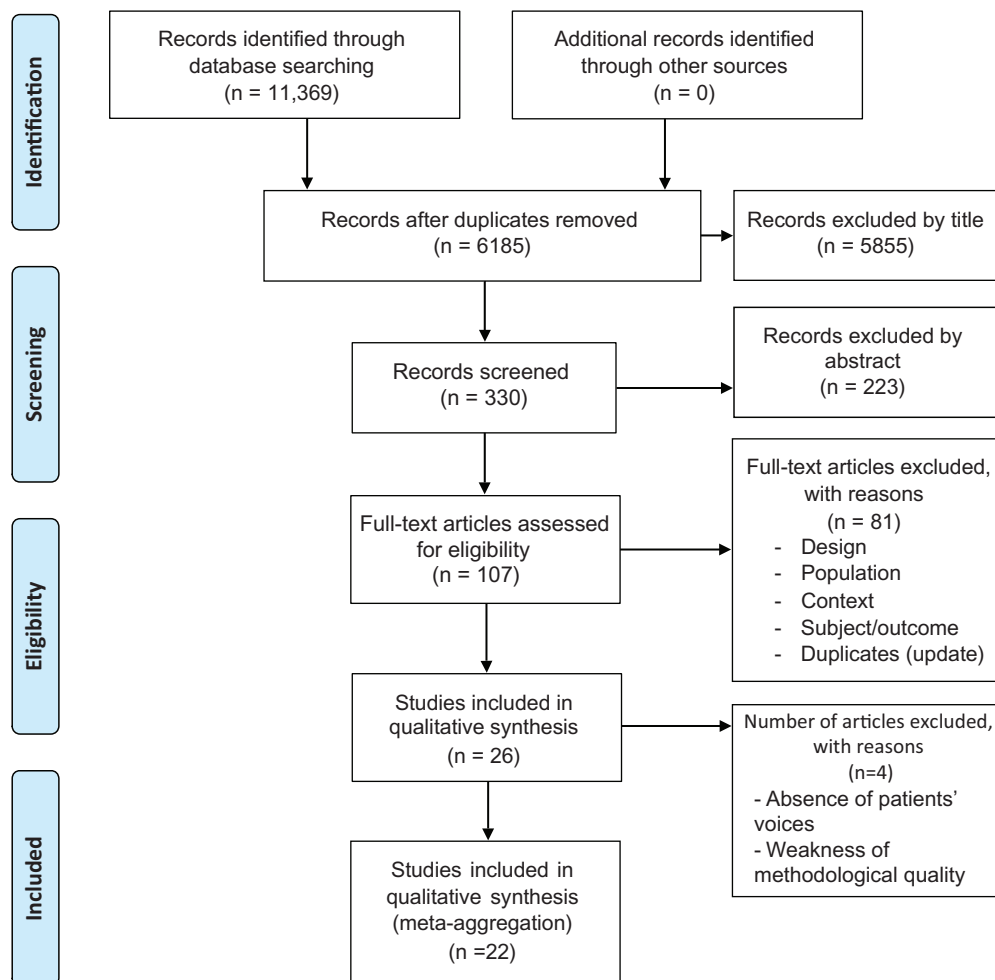 Identification
Records identified through
database searching
(n = 11,369)
Additional records identified
through other sources
(n = 0)
Records after duplicates removed
(n = 6185)
Records excluded by title
(n = 5855)
Screening
Records screened
(n = 330)
Records excluded by
abstract
(n = 223)
Eligibility
Full-text articles assessed
for eligibility
(n = 107)
Full-text articles excluded,
with reasons
(n = 81)
- Design
- Population
- Context
- Subject/outcome
- Duplicates (update)
Studies included in
qualitative synthesis
(n = 26)
Number of articles excluded,
with reasons
(n=4)
- Absence of patients’
voices
- Weakness of
methodological quality
Included
Studies included in
qualitative synthesis
(meta-aggregation)
(n =22)